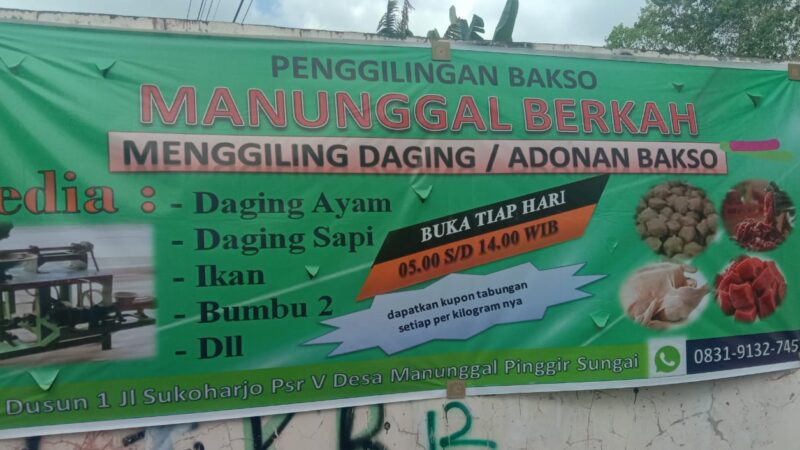 PENGGILINGAN BAKSO
MANUNGGAL BERKAH
MENGGILING DAGING / ADONAN BAKSO
edia :
- Daging Ayam
- Daging Sapi
- Ikan
- Bumbu 2
- Dll
BUKA TIAP HARI
05.00 S/D 14.00 WIB
dapatkan kupon tabungan
setiap per kilogram nya
Dusun 1 Jl Sukoharjo Psr V Desa Manunggal Pinggir Sungai
0831-9132-745
12